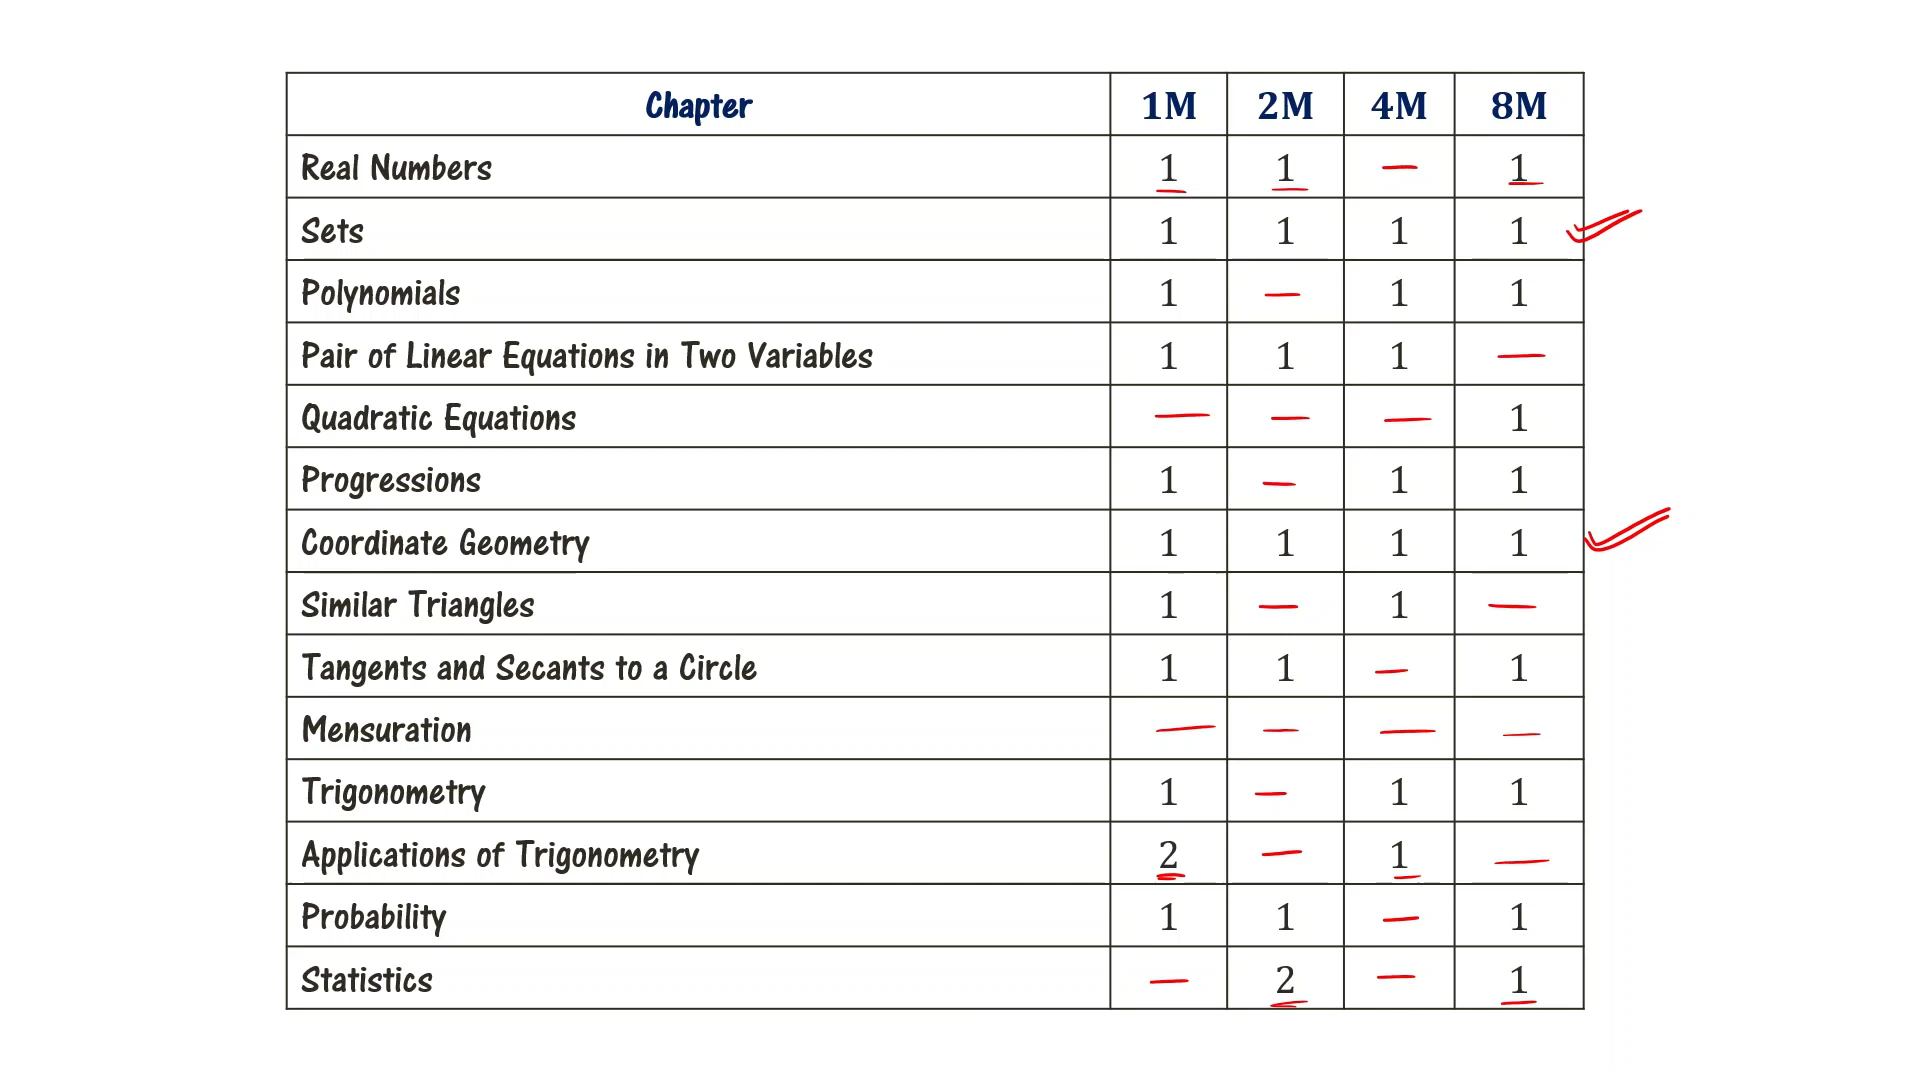 Chapter 1M 2M 4M 8M
Real Numbers 1 1 — 1
Sets 1 1 1 1
Polynomials 1 — 1 1
Pair of Linear Equations in Two Variables 1 1 1 —
Quadratic Equations — — — 1
Progressions 1 — 1 1
Coordinate Geometry 1 1 1 1
Similar Triangles 1 — 1 —
Tangents and Secants to a Circle 1 1 — 1
Mensuration — — — —
Trigonometry 1 — 1 1
Applications of Trigonometry 2 — 1 —
Probability 1 1 — 1
Statistics — 2 — 1